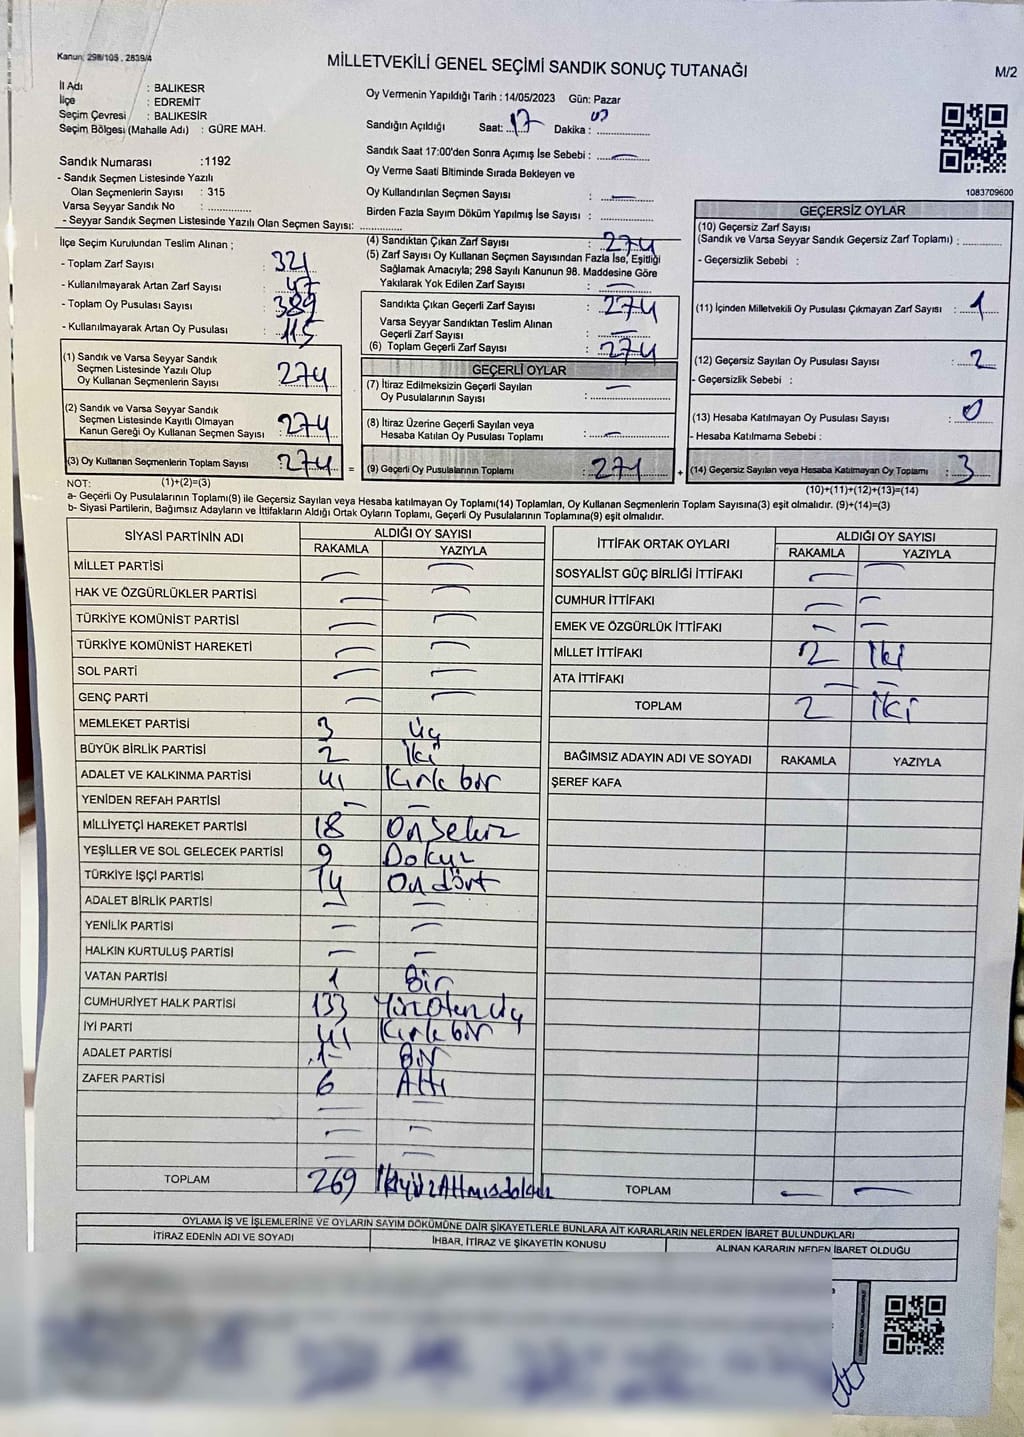 Kanun, 298/105 , 2839/4
MİLLETVEKİLİ GENEL SEÇİMİ SANDIK SONUÇ TUTANAĞI
M/2
İl Adı : BALIKESR
İlçe : EDREMİT
Seçim Çevresi : BALIKESİR
Seçim Bölgesi (Mahalle Adı) : GÜRE MAH.
Sandık Numarası :1192
- Sandık Seçmen Listesinde Yazılı
Olan Seçmenlerin Sayısı : 315
Varsa Seyyar Sandık No :
- Seyyar Sandık Seçmen Listesinde Yazılı Olan Seçmen Sayısı:
Oy Vermenin Yapıldığı Tarih : 14/05/2023 Gün: Pazar
Sandığın Açıldığı Saat: 17 Dakika :
Sandık Saat 17:00'den Sonra Açımış İse Sebebi : —
Oy Verme Saati Bitiminde Sırada Bekleyen ve
Oy Kullandırılan Seçmen Sayısı : —
Birden Fazla Sayım Döküm Yapılmış İse Sayısı :
1083709600
İlçe Seçim Kurulundan Teslim Alınan ;
- Toplam Zarf Sayısı : 321
- Kullanılmayarak Artan Zarf Sayısı : 47
- Toplam Oy Pusulası Sayısı : 389
- Kullanılmayarak Artan Oy Pusulası : 115
(1) Sandık ve Varsa Seyyar Sandık
Seçmen Listesinde Yazılı Olup
Oy Kullanan Seçmenlerin Sayısı : 274
(2) Sandık ve Varsa Seyyar Sandık
Seçmen Listesinde Kayıtlı Olmayan
Kanun Gereği Oy Kullanan Seçmen Sayısı : 274
(3) Oy Kullanan Seçmenlerin Toplam Sayısı : 274
(4) Sandıktan Çıkan Zarf Sayısı : 274
(5) Zarf Sayısı Oy Kullanan Seçmen Sayısından Fazla İse, Eşitliği
Sağlamak Amacıyla; 298 Sayılı Kanunun 98. Maddesine Göre
Yakılarak Yok Edilen Zarf Sayısı : —
Sandıkta Çıkan Geçerli Zarf Sayısı : 274
Varsa Seyyar Sandıktan Teslim Alınan
Geçerli Zarf Sayısı : —
(6) Toplam Geçerli Zarf Sayısı : 274
GEÇERLİ OYLAR
(7) İtiraz Edilmeksizin Geçerli Sayılan
Oy Pusulalarının Sayısı : —
(8) İtiraz Üzerine Geçerli Sayılan veya
Hesaba Katılan Oy Pusulası Toplamı : —
= (9) Geçerli Oy Pusulalarının Toplamı : 271
GEÇERSİZ OYLAR
(10) Geçersiz Zarf Sayısı
(Sandık ve Varsa Seyyar Sandık Geçersiz Zarf Toplamı) :
- Geçersizlik Sebebi :
(11) İçinden Milletvekili Oy Pusulası Çıkmayan Zarf Sayısı : 1
(12) Geçersiz Sayılan Oy Pusulası Sayısı : 2
- Geçersizlik Sebebi :
(13) Hesaba Katılmayan Oy Pusulası Sayısı : 0
- Hesaba Katılmama Sebebi :
+ (14) Geçersiz Sayılan veya Hesaba Katılmayan Oy Toplamı : 3
NOT: (1)+(2)=(3)
(10)+(11)+(12)+(13)=(14)
a- Geçerli Oy Pusulalarının Toplamı(9) ile Geçersiz Sayılan veya Hesaba katılmayan Oy Toplamı(14) Toplamları, Oy Kullanan Seçmenlerin Toplam Sayısına(3) eşit olmalıdır. (9)+(14)=(3)
b- Siyasi Partilerin, Bağımsız Adayların ve İttifakların Aldığı Ortak Oyların Toplamı, Geçerli Oy Pusulalarının Toplamına(9) eşit olmalıdır.
SİYASİ PARTİNİN ADI ALDIĞI OY SAYISI
RAKAMLA YAZIYLA
MİLLET PARTİSİ — —
HAK VE ÖZGÜRLÜKLER PARTİSİ — —
TÜRKİYE KOMÜNİST PARTİSİ — —
TÜRKİYE KOMÜNİST HAREKETİ — —
SOL PARTİ — —
GENÇ PARTİ — —
MEMLEKET PARTİSİ 3 Üç
BÜYÜK BİRLİK PARTİSİ 2 İki
ADALET VE KALKINMA PARTİSİ 41 Kırk bir
YENİDEN REFAH PARTİSİ — —
MİLLİYETÇİ HAREKET PARTİSİ 18 On Sekiz
YEŞİLLER VE SOL GELECEK PARTİSİ 9 Dokuz
TÜRKİYE İŞÇİ PARTİSİ 14 On dört
ADALET BİRLİK PARTİSİ — —
YENİLİK PARTİSİ — —
HALKIN KURTULUŞ PARTİSİ — —
VATAN PARTİSİ 1 Bir
CUMHURİYET HALK PARTİSİ 133 Yüz Otuz Üç
İYİ PARTİ 41 Kırk bir
ADALET PARTİSİ 1 Bir
ZAFER PARTİSİ 6 Altı
TOPLAM 269 İkiyüz Altmışdokuz
İTTİFAK ORTAK OYLARI ALDIĞI OY SAYISI
RAKAMLA YAZIYLA
SOSYALİST GÜÇ BİRLİĞİ İTTİFAKI — —
CUMHUR İTTİFAKI — —
EMEK VE ÖZGÜRLÜK İTTİFAKI — —
MİLLET İTTİFAKI 2 İki
ATA İTTİFAKI — —
TOPLAM 2 İki
BAĞIMSIZ ADAYIN ADI VE SOYADI RAKAMLA YAZIYLA
ŞEREF KAFA
TOPLAM — —
OYLAMA İŞ VE İŞLEMLERİNE VE OYLARIN SAYIM DÖKÜMÜNE DAİR ŞİKAYETLERLE BUNLARA AİT KARARLARIN NELERDEN İBARET BULUNDUKLARI
İTİRAZ EDENİN ADI VE SOYADI İHBAR, İTİRAZ VE ŞİKAYETİN KONUSU ALINAN KARARIN NEDEN İBARET OLDUĞU